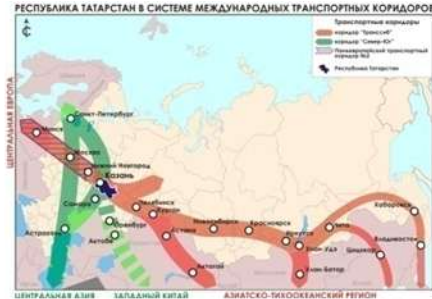 РЕСПУБЛИКА ТАТАРСТАН В СИСТЕМЕ МЕЖДУНАРОДНЫХ ТРАНСПОРТНЫХ КОРИДОРОВ
Транспортные коридоры
коридор "Транссиб"
коридор "Север-Юг"
Панъевропейский транспортный
коридор №2
Республика Татарстан
ЦЕНТРАЛЬНАЯ ЕВРОПА
Санкт-Петербург
Минск
Москва
Нижний Новгород
Казань
Самара
Челябинск
Курган
Оренбург
Астрахань
Актобе
Астана
Новосибирск
Красноярск
Иркутск
Улан Удэ
Чита
Хабаровск
Владивосток
Улан Батор
ЦЕНТРАЛЬНАЯ АЗИЯ
ЗАПАДНЫЙ КИТАЙ
АЗИАТСКО-ТИХООКЕАНСКИЙ РЕГИОН